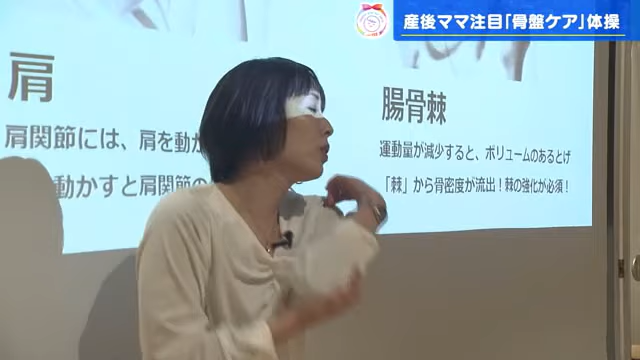 産後ママ注目「骨盤ケア」体操
肩
肩関節には、肩を動か
動かすと肩関節の
腸骨棘
運動量が減少すると、ボリュームのあるとげ
「棘」から骨密度が流出！棘の強化が必須！